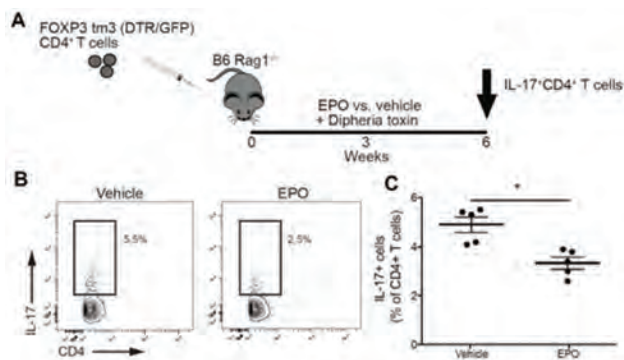 A
FOXP3 tm3 (DTR/GFP)
CD4+ T cells
B6 Rag1-/-
IL-17+CD4+ T cells
EPO vs. vehicle
+ Dipheria toxin
0
3
6
Weeks
B
Vehicle
EPO
5,5%
2,5%
IL-17
CD4
C
*
IL-17+ cells
(% of CD4+ T cells)
6
4
2
0
Vehicle
EPO